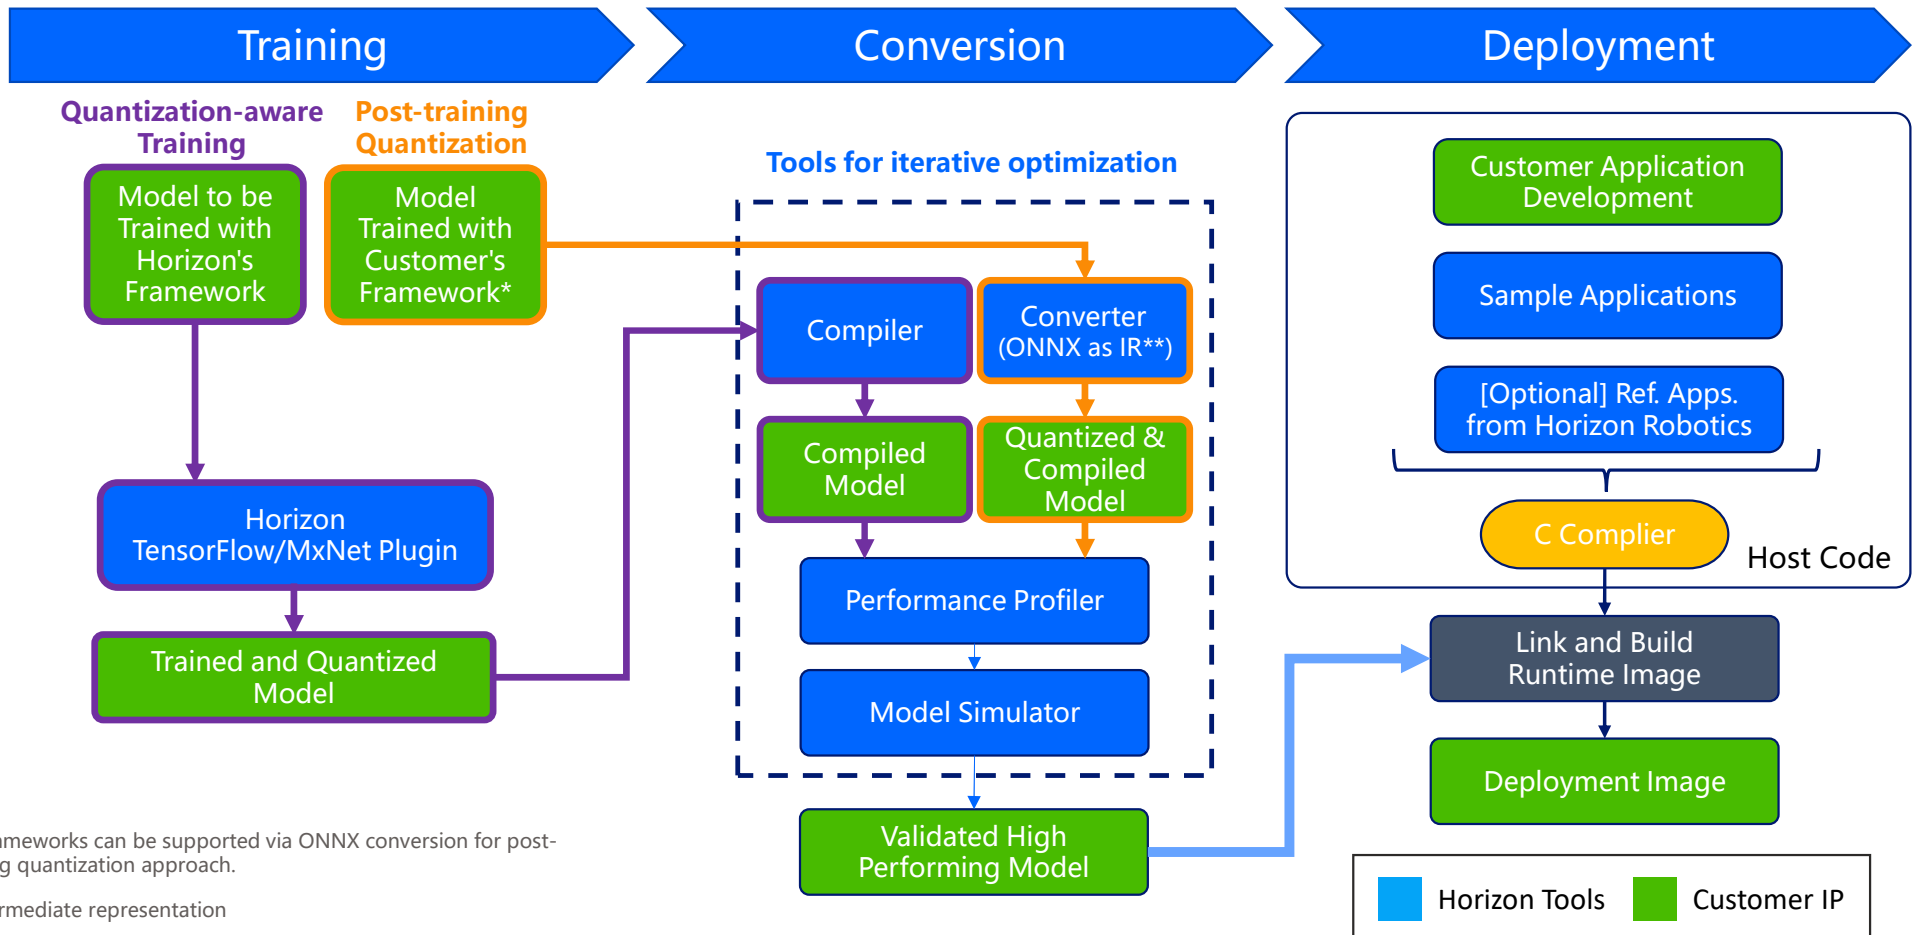 Training
Conversion
Deployment
Quantization-aware
Training
Post-training
Quantization
Model to be
Trained with
Horizon's
Framework
Model
Trained with
Customer's
Framework*
Horizon
TensorFlow/MxNet Plugin
Trained and Quantized
Model
Tools for iterative optimization
Compiler
Converter
(ONNX as IR**)
Compiled
Model
Quantized &
Compiled
Model
Performance Profiler
Model Simulator
Validated High
Performing Model
Customer Application
Development
Sample Applications
[Optional] Ref. Apps.
from Horizon Robotics
C Complier
Host Code
Link and Build
Runtime Image
Deployment Image
can be supported via ONNX conversion for post-
quantization approach.
representation
Horizon Tools
Customer IP